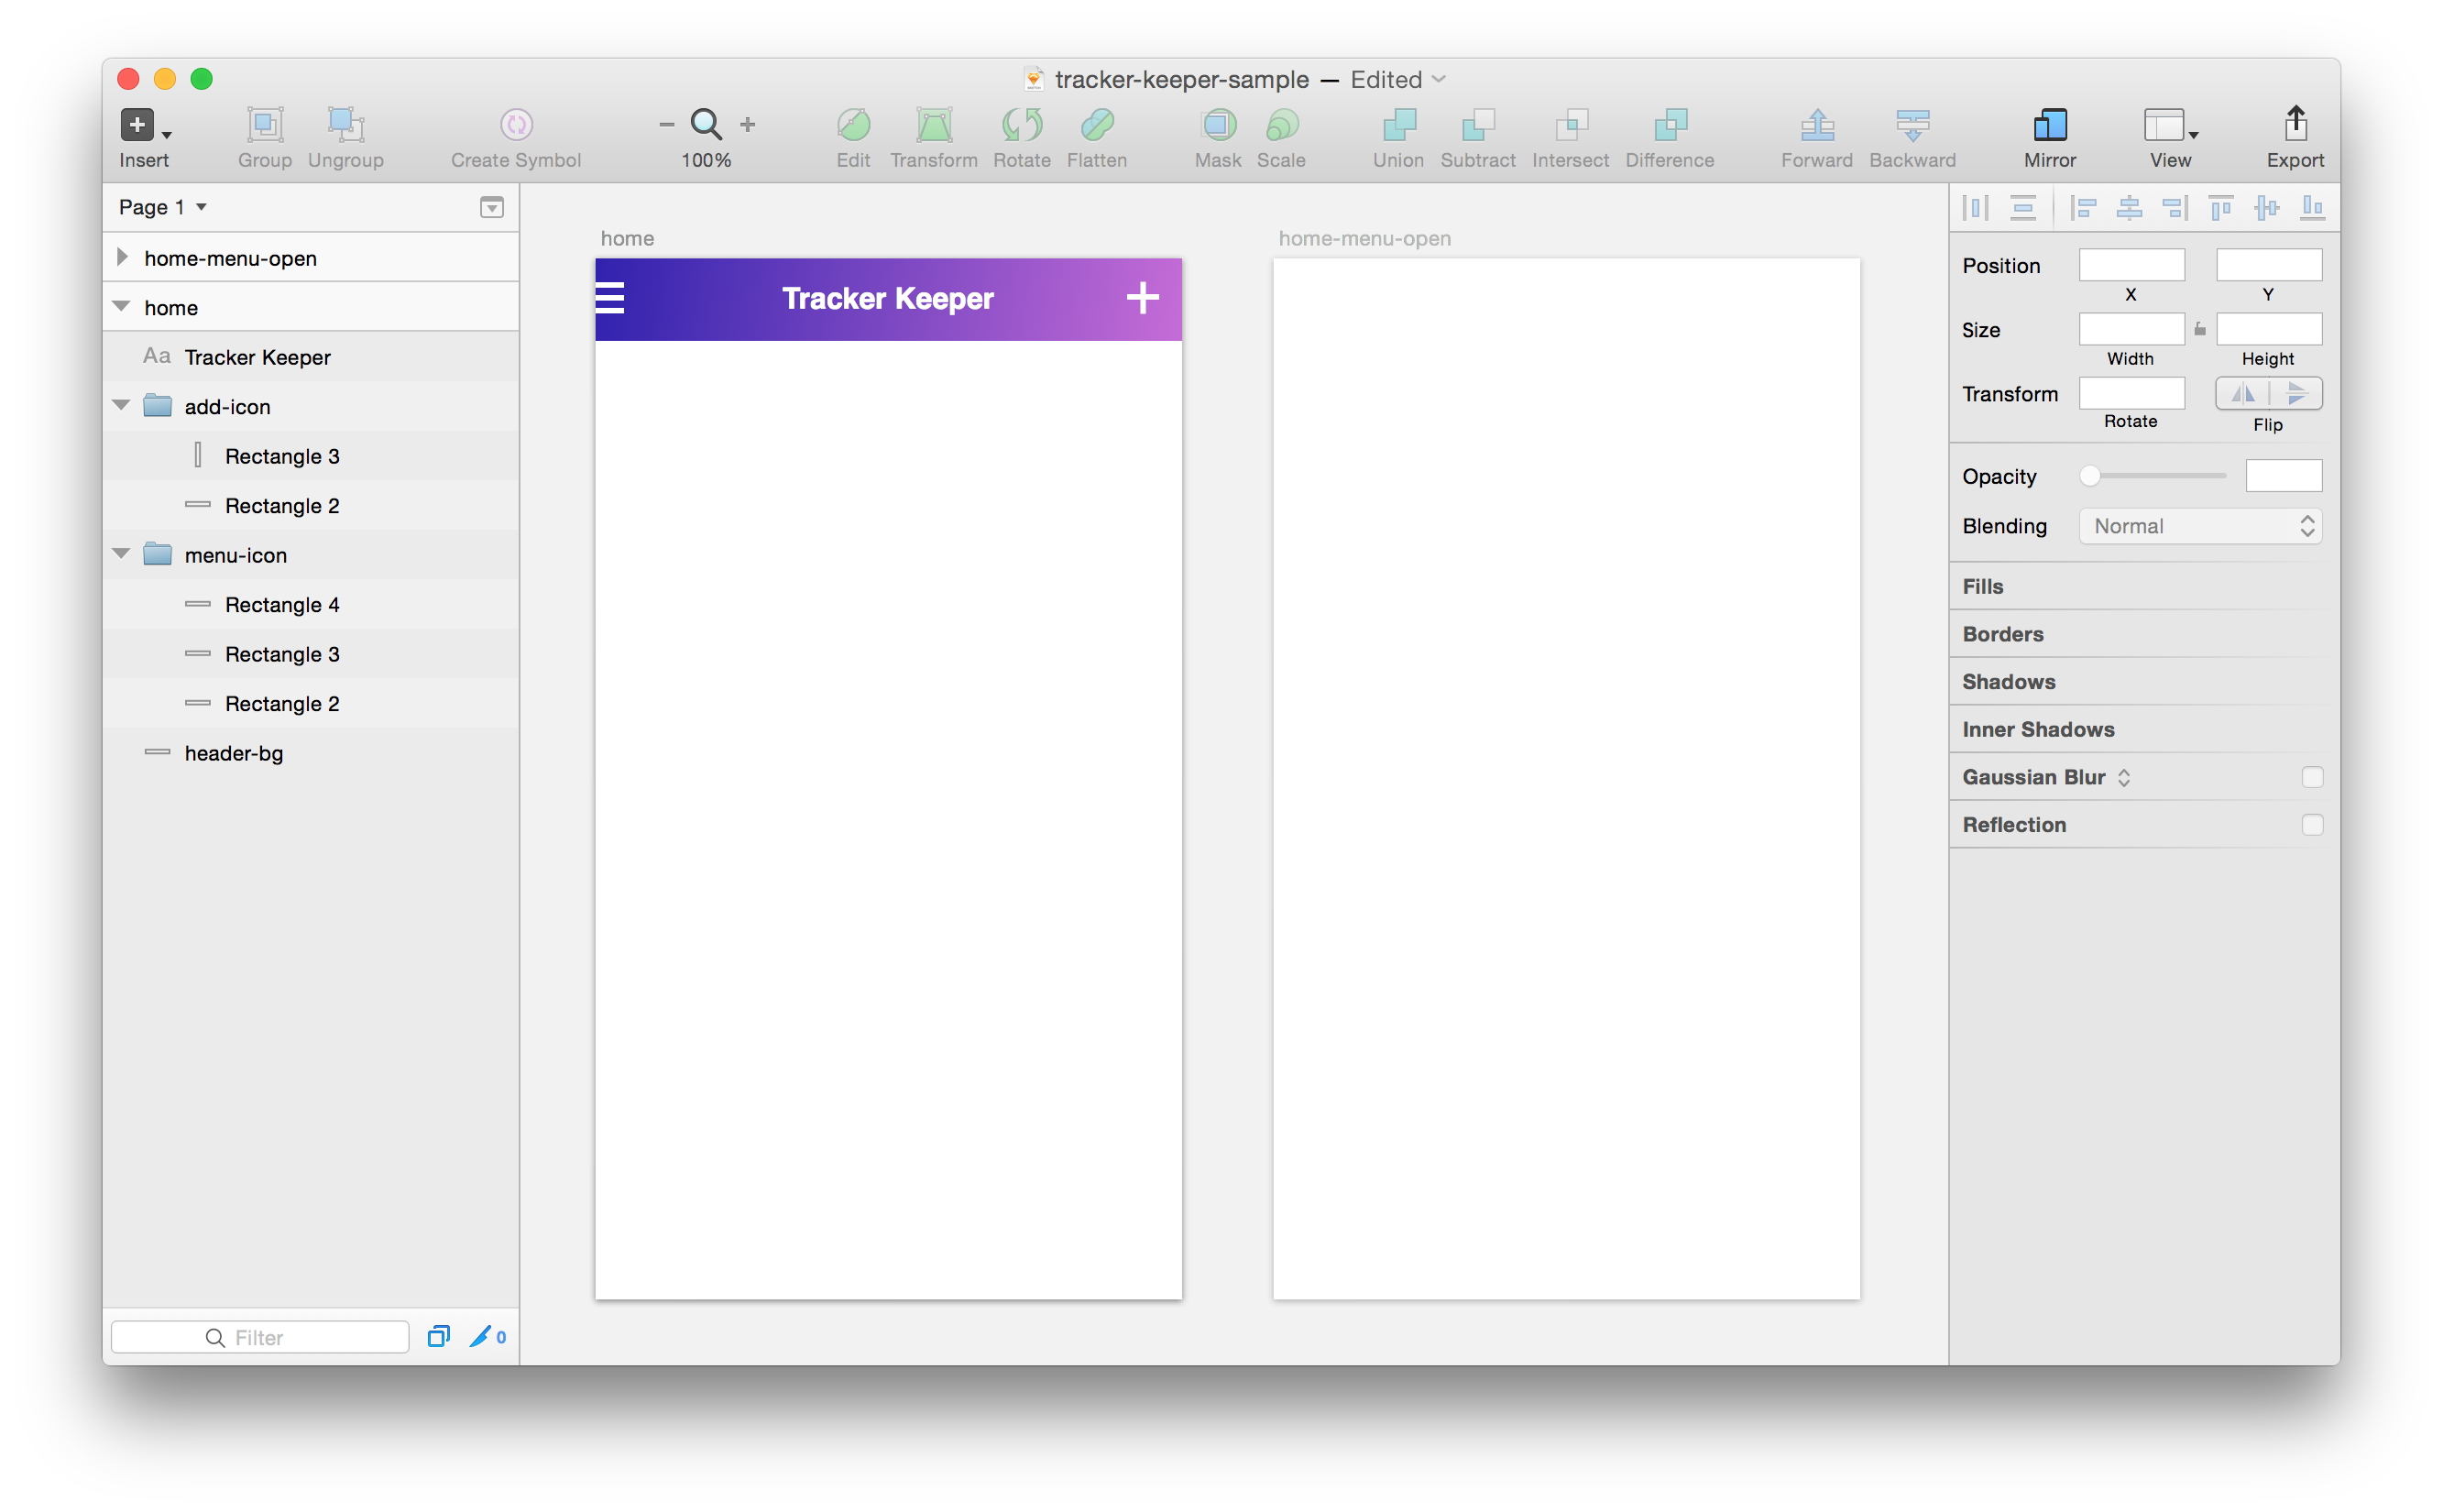 tracker-keeper-sample — Edited
Insert Group Ungroup Create Symbol 100% Edit Transform Rotate Flatten Mask Scale Union Subtract Intersect Difference Forward Backward Mirror View Export
Page 1
home-menu-open
home
Aa Tracker Keeper
add-icon
Rectangle 3
Rectangle 2
menu-icon
Rectangle 4
Rectangle 3
Rectangle 2
header-bg
Filter
0
home
Tracker Keeper
home-menu-open
Position
X Y
Size
Width Height
Transform
Rotate Flip
Opacity
Blending Normal
Fills
Borders
Shadows
Inner Shadows
Gaussian Blur
Reflection